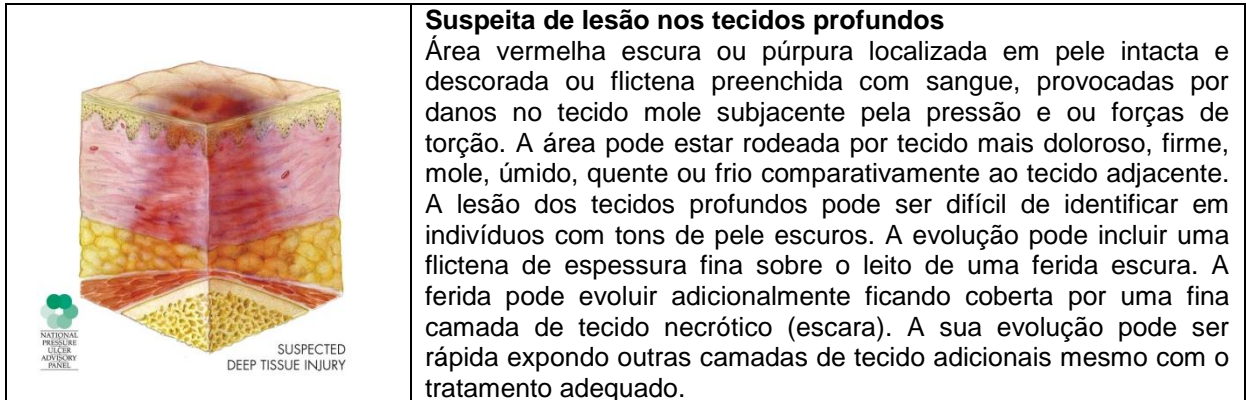 NATIONAL
PRESSURE
ULCER
ADVISORY
PANEL
SUSPECTED
DEEP TISSUE INJURY
Suspeita de lesão nos tecidos profundos
Área vermelha escura ou púrpura localizada em pele intacta e
descorada ou flictena preenchida com sangue, provocadas por
danos no tecido mole subjacente pela pressão e ou forças de
torção. A área pode estar rodeada por tecido mais doloroso, firme,
mole, úmido, quente ou frio comparativamente ao tecido adjacente.
A lesão dos tecidos profundos pode ser difícil de identificar em
indivíduos com tons de pele escuros. A evolução pode incluir uma
flictena de espessura fina sobre o leito de uma ferida escura. A
ferida pode evoluir adicionalmente ficando coberta por uma fina
camada de tecido necrótico (escara). A sua evolução pode ser
rápida expondo outras camadas de tecido adicionais mesmo com o
tratamento adequado.